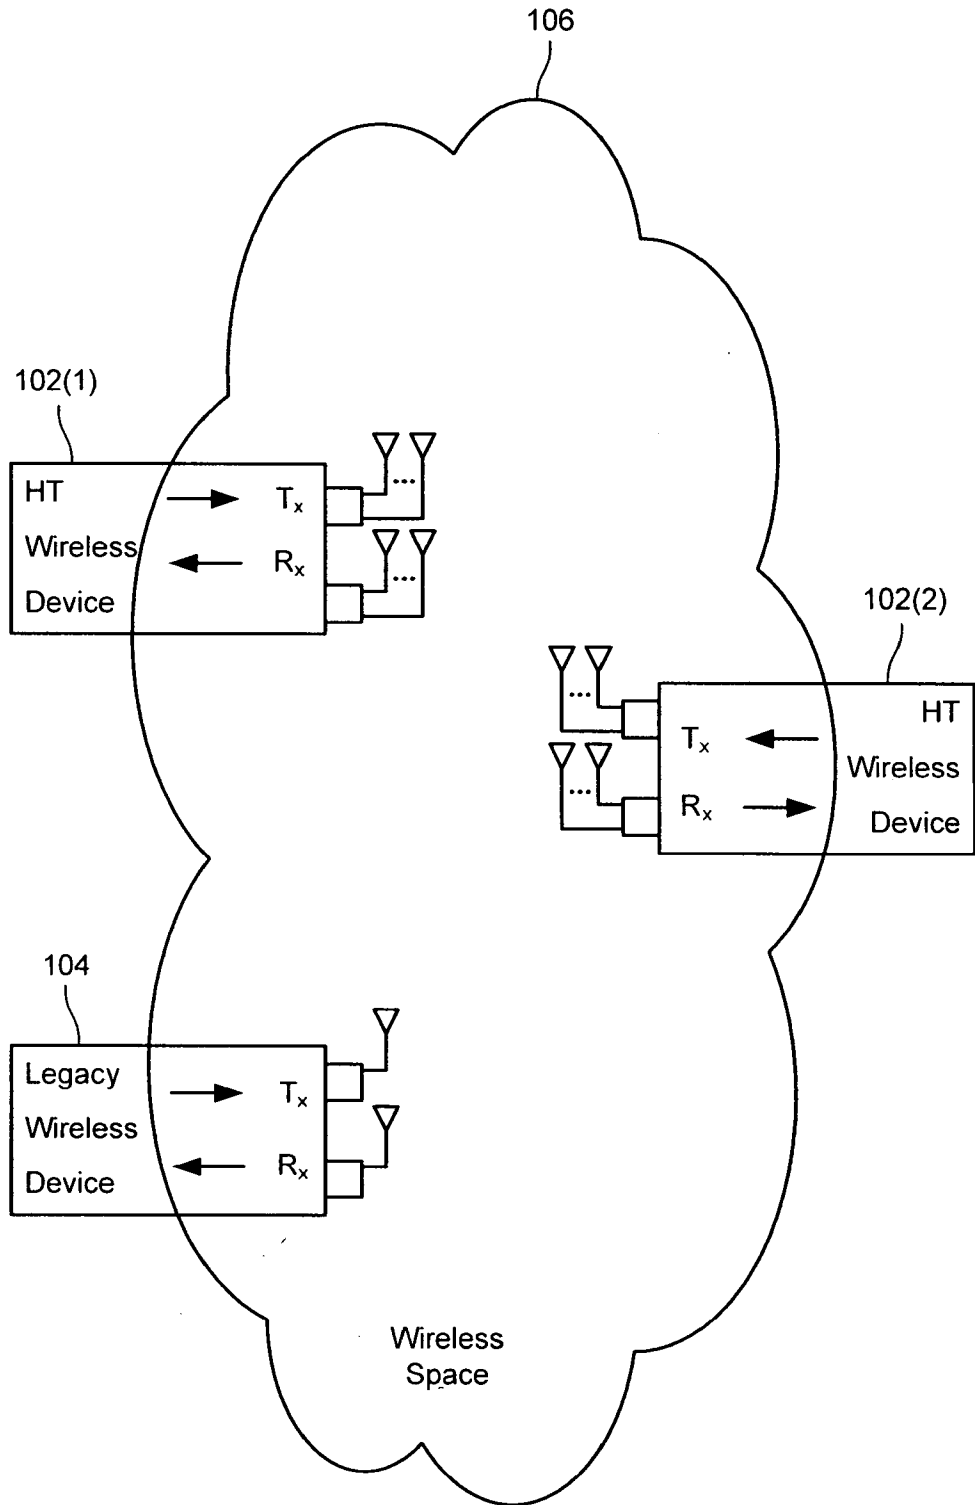 106
102(1)
HT
Wireless
Device
Tx
...
Rx
...
102(2)
...
Tx
HT
Wireless
...
Rx
Device
104
Legacy
Wireless
Device
Tx
Rx
Wireless
Space